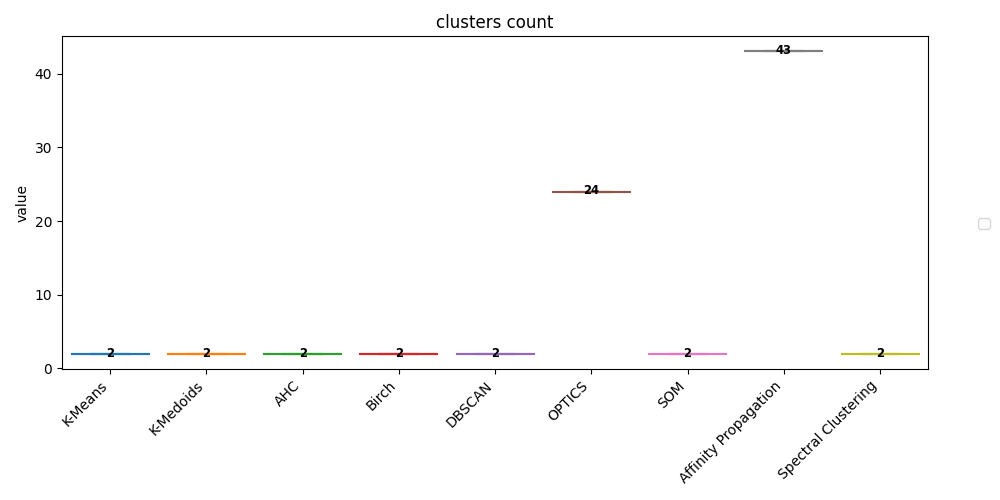 clusters count
value
40
30
20
10
0
2
2
2
2
2
24
2
43
2
K-Means
K-Medoids
AHC
Birch
DBSCAN
OPTICS
SOM
Affinity Propagation
Spectral Clustering